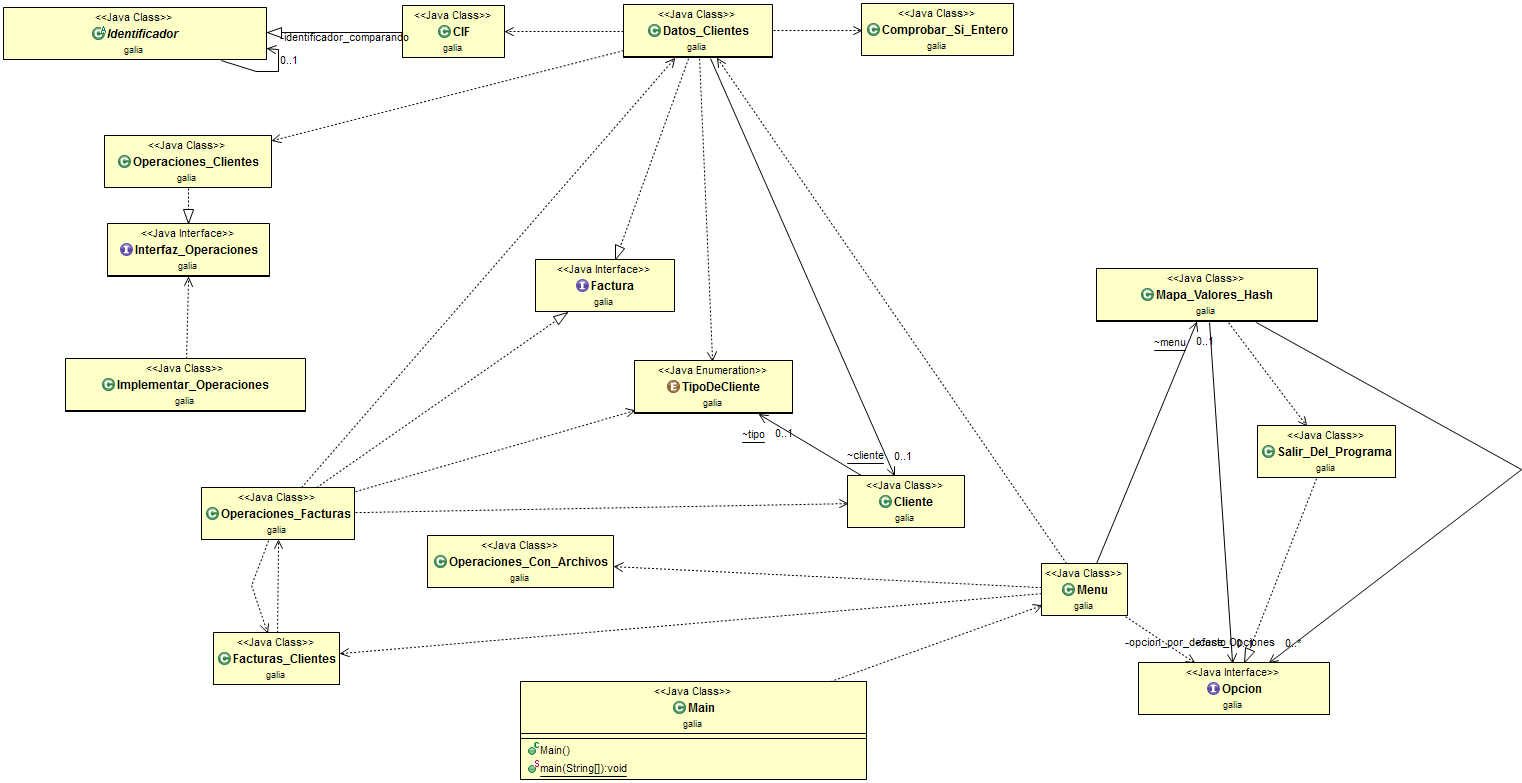 <<Java Class>>
Identificador
galia
-identificador_comparando
0..1
<<Java Class>>
CIF
galia
<<Java Class>>
Datos_Clientes
galia
<<Java Class>>
Comprobar_Si_Entero
galia
<<Java Class>>
Operaciones_Clientes
galia
<<Java Interface>>
Interfaz_Operaciones
galia
<<Java Interface>>
Factura
galia
<<Java Class>>
Mapa_Valores_Hash
galia
~menu
0..1
<<Java Class>>
Implementar_Operaciones
galia
<<Java Enumeration>>
TipoDeCliente
galia
~tipo
0..1
~cliente
0..1
<<Java Class>>
Salir_Del_Programa
galia
<<Java Class>>
Cliente
galia
<<Java Class>>
Operaciones_Facturas
galia
<<Java Class>>
Operaciones_Con_Archivos
galia
<<Java Class>>
Menu
galia
<<Java Class>>
Facturas_Clientes
galia
0..*
<<Java Interface>>
Opcion
galia
<<Java Class>>
Main
galia
Main()
main(String[]):void